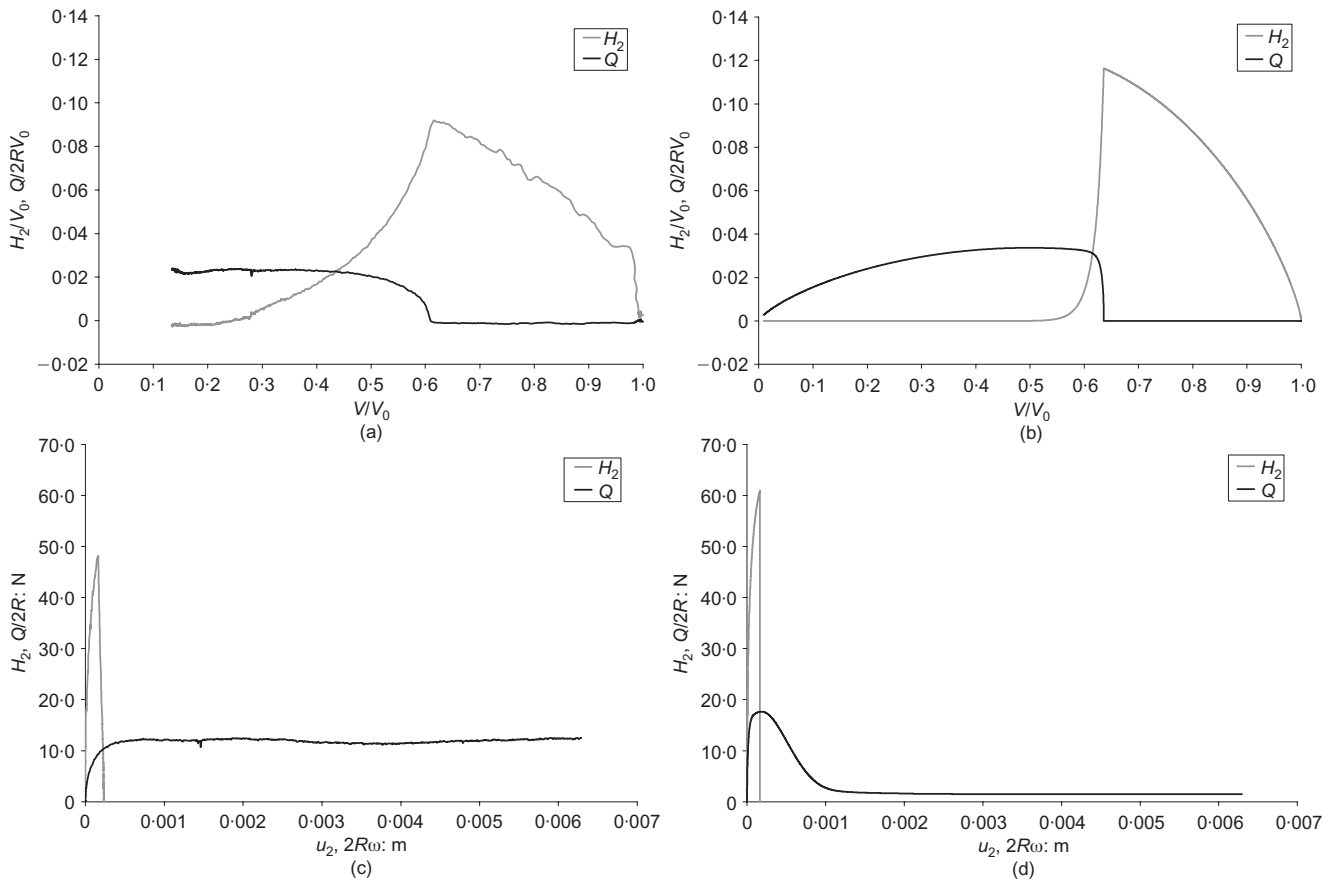 0·14
0·12
0·10
0·08
0·06
0·04
0·02
0
−0·02
H2/V0, Q/2RV0
H2
Q
0 0·1 0·2 0·3 0·4 0·5 0·6 0·7 0·8 0·9 1·0
V/V0
(a)
0·14
0·12
0·10
0·08
0·06
0·04
0·02
0
−0·02
H2/V0, Q/2RV0
H2
Q
0 0·1 0·2 0·3 0·4 0·5 0·6 0·7 0·8 0·9 1·0
V/V0
(b)
70·0
60·0
50·0
40·0
30·0
20·0
10·0
0
H2, Q/2R: N
H2
Q
0 0·001 0·002 0·003 0·004 0·005 0·006 0·007
u2, 2Rω: m
(c)
70·0
60·0
50·0
40·0
30·0
20·0
10·0
0
H2, Q/2R: N
H2
Q
0 0·001 0·002 0·003 0·004 0·005 0·006 0·007
u2, 2Rω: m
(d)